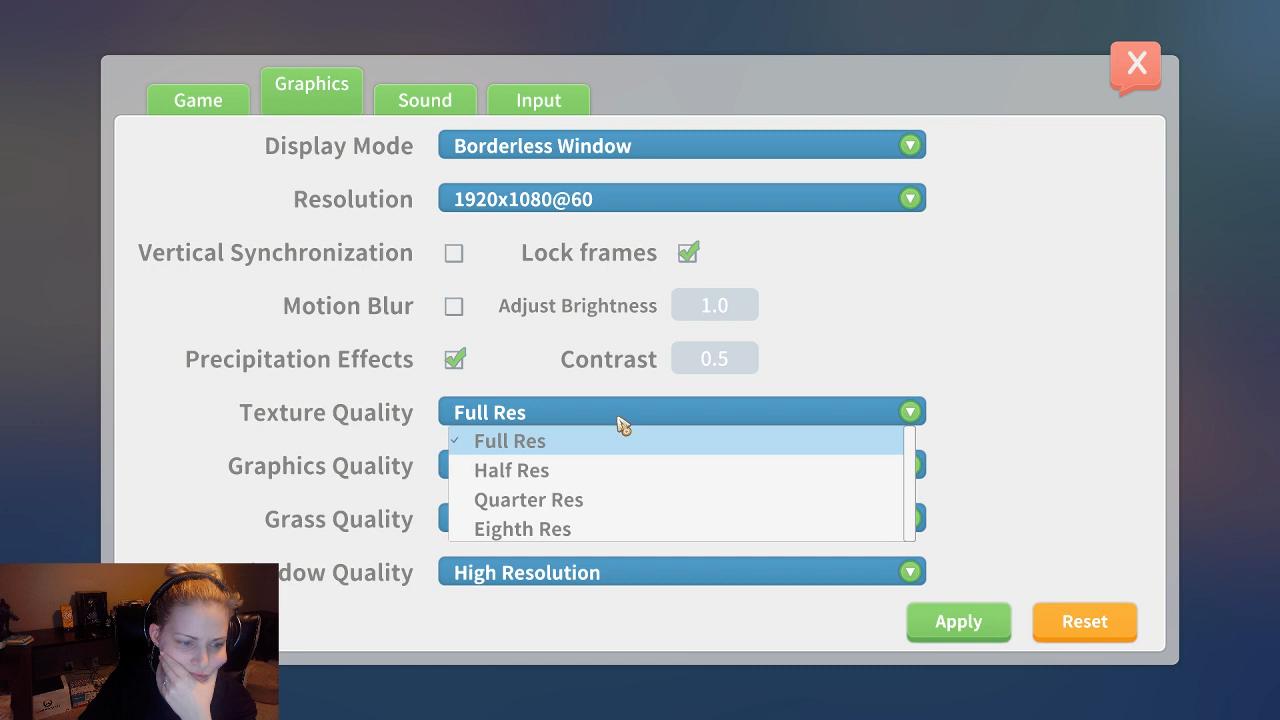 Game
Graphics
Sound
Input
X
Display Mode
Borderless Window
Resolution
1920x1080@60
Vertical Synchronization
Lock frames
Motion Blur
Adjust Brightness
1.0
Precipitation Effects
Contrast
0.5
Texture Quality
Full Res
Full Res
Half Res
Quarter Res
Eighth Res
Graphics Quality
Grass Quality
dow Quality
High Resolution
Apply
Reset